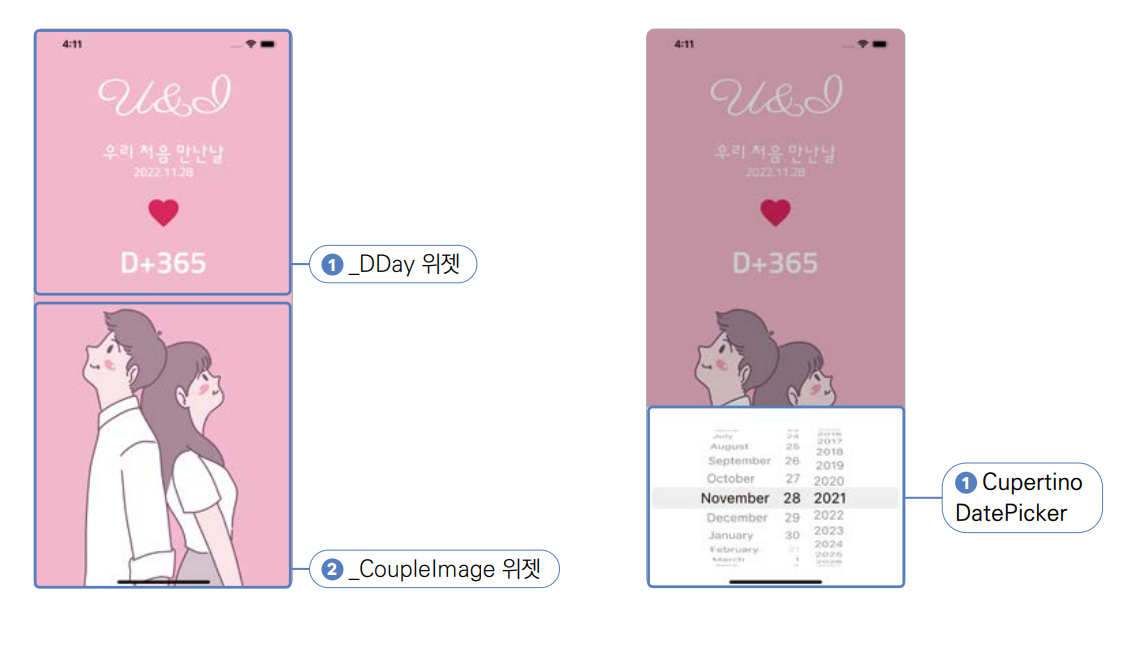 4:11
U&I
우리 처음 만난날
2022.11.28
D+365
1 _DDay 위젯
2 _CoupleImage 위젯
4:11
U&I
우리 처음 만난날
2022.11.28
D+365
July 24 2017
August 25 2018
September 26 2019
October 27 2020
November 28 2021
December 29 2022
January 30 2023
February 31 2024
March 1 2025
1 Cupertino
DatePicker